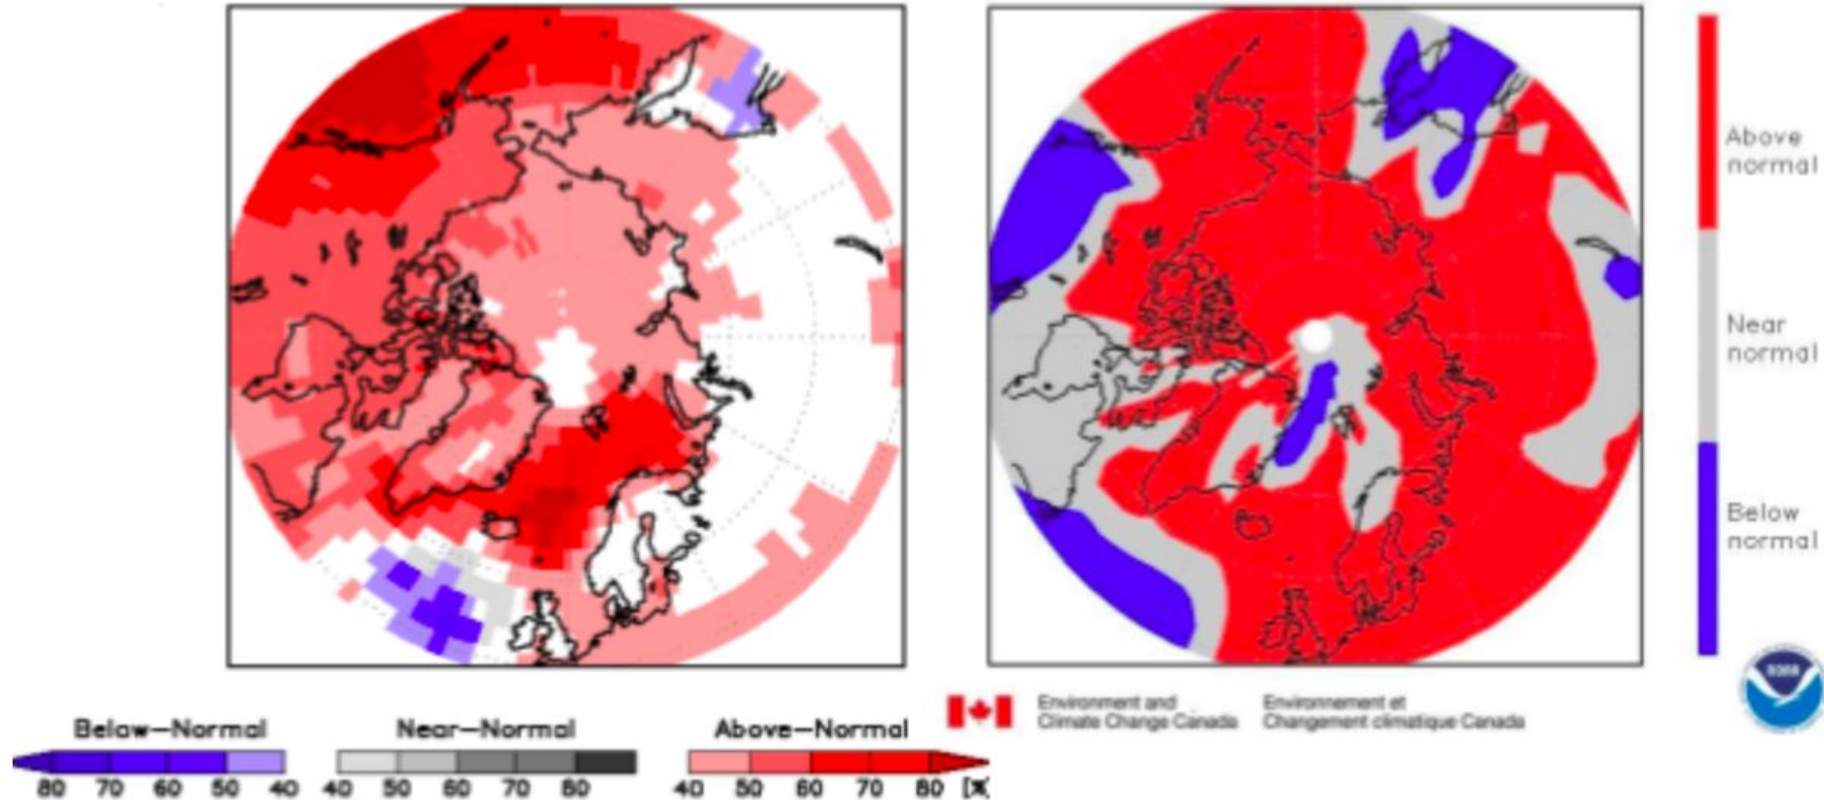 Above
normal
Near
normal
Below
normal
Environment and
Climate Change Canada
Environnement et
Changement climatique Canada
NOAA
Below-Normal
Near-Normal
Above-Normal
80 70 60 50 40
40 50 60 70 80
40 50 60 70 80 [%]